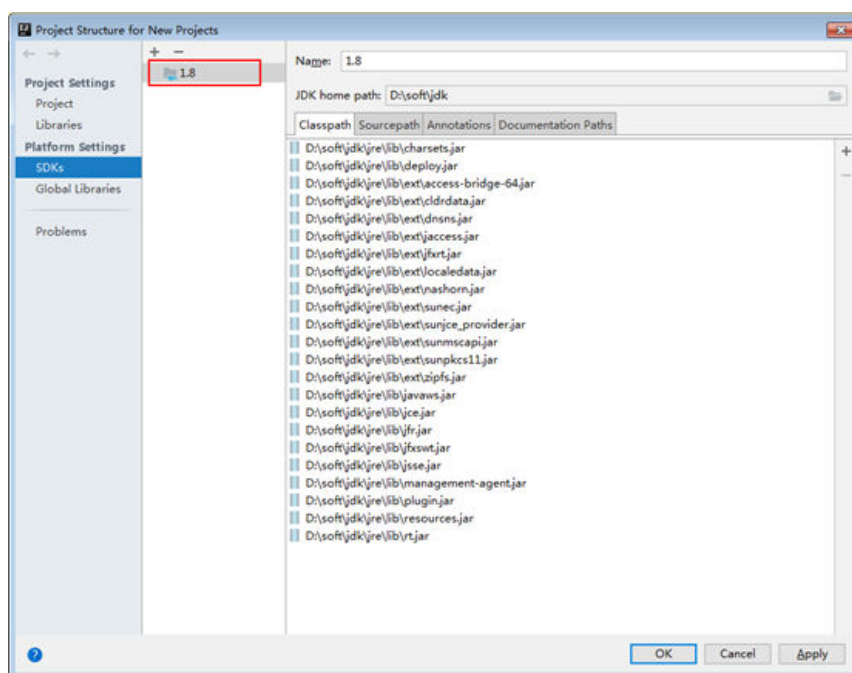 Project Structure for New Projects
Project Settings
Project
Libraries
Platform Settings
SDKs
Global Libraries
Problems
1.8
Name: 1.8
JDK home path: D:\soft\jdk
Classpath Sourcepath Annotations Documentation Paths
D:\soft\jdk\jre\lib\charsets.jar
D:\soft\jdk\jre\lib\deploy.jar
D:\soft\jdk\jre\lib\ext\access-bridge-64.jar
D:\soft\jdk\jre\lib\ext\cldrdata.jar
D:\soft\jdk\jre\lib\ext\dnsns.jar
D:\soft\jdk\jre\lib\ext\jaccess.jar
D:\soft\jdk\jre\lib\ext\jfxrt.jar
D:\soft\jdk\jre\lib\ext\localedata.jar
D:\soft\jdk\jre\lib\ext\nashorn.jar
D:\soft\jdk\jre\lib\ext\sunec.jar
D:\soft\jdk\jre\lib\ext\sunjce_provider.jar
D:\soft\jdk\jre\lib\ext\sunmscapi.jar
D:\soft\jdk\jre\lib\ext\sunpkcs11.jar
D:\soft\jdk\jre\lib\ext\zipfs.jar
D:\soft\jdk\jre\lib\javaws.jar
D:\soft\jdk\jre\lib\jce.jar
D:\soft\jdk\jre\lib\jfr.jar
D:\soft\jdk\jre\lib\jfxswt.jar
D:\soft\jdk\jre\lib\jsse.jar
D:\soft\jdk\jre\lib\management-agent.jar
D:\soft\jdk\jre\lib\plugin.jar
D:\soft\jdk\jre\lib\resources.jar
D:\soft\jdk\jre\lib\rt.jar
OK Cancel Apply